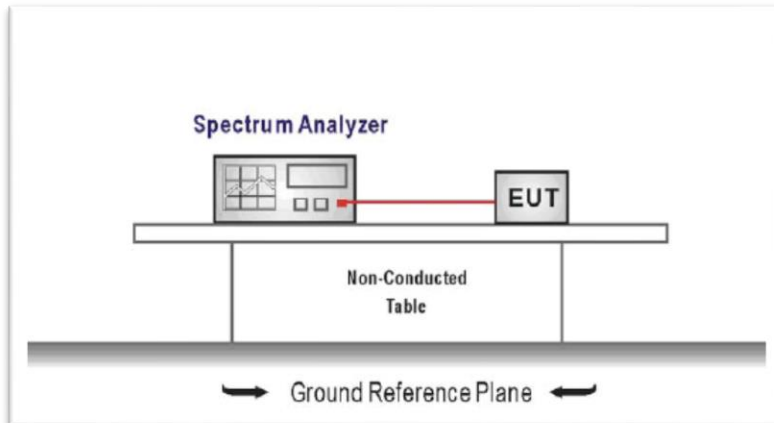 Spectrum Analyzer
EUT
Non-Conducted
Table
Ground Reference Plane